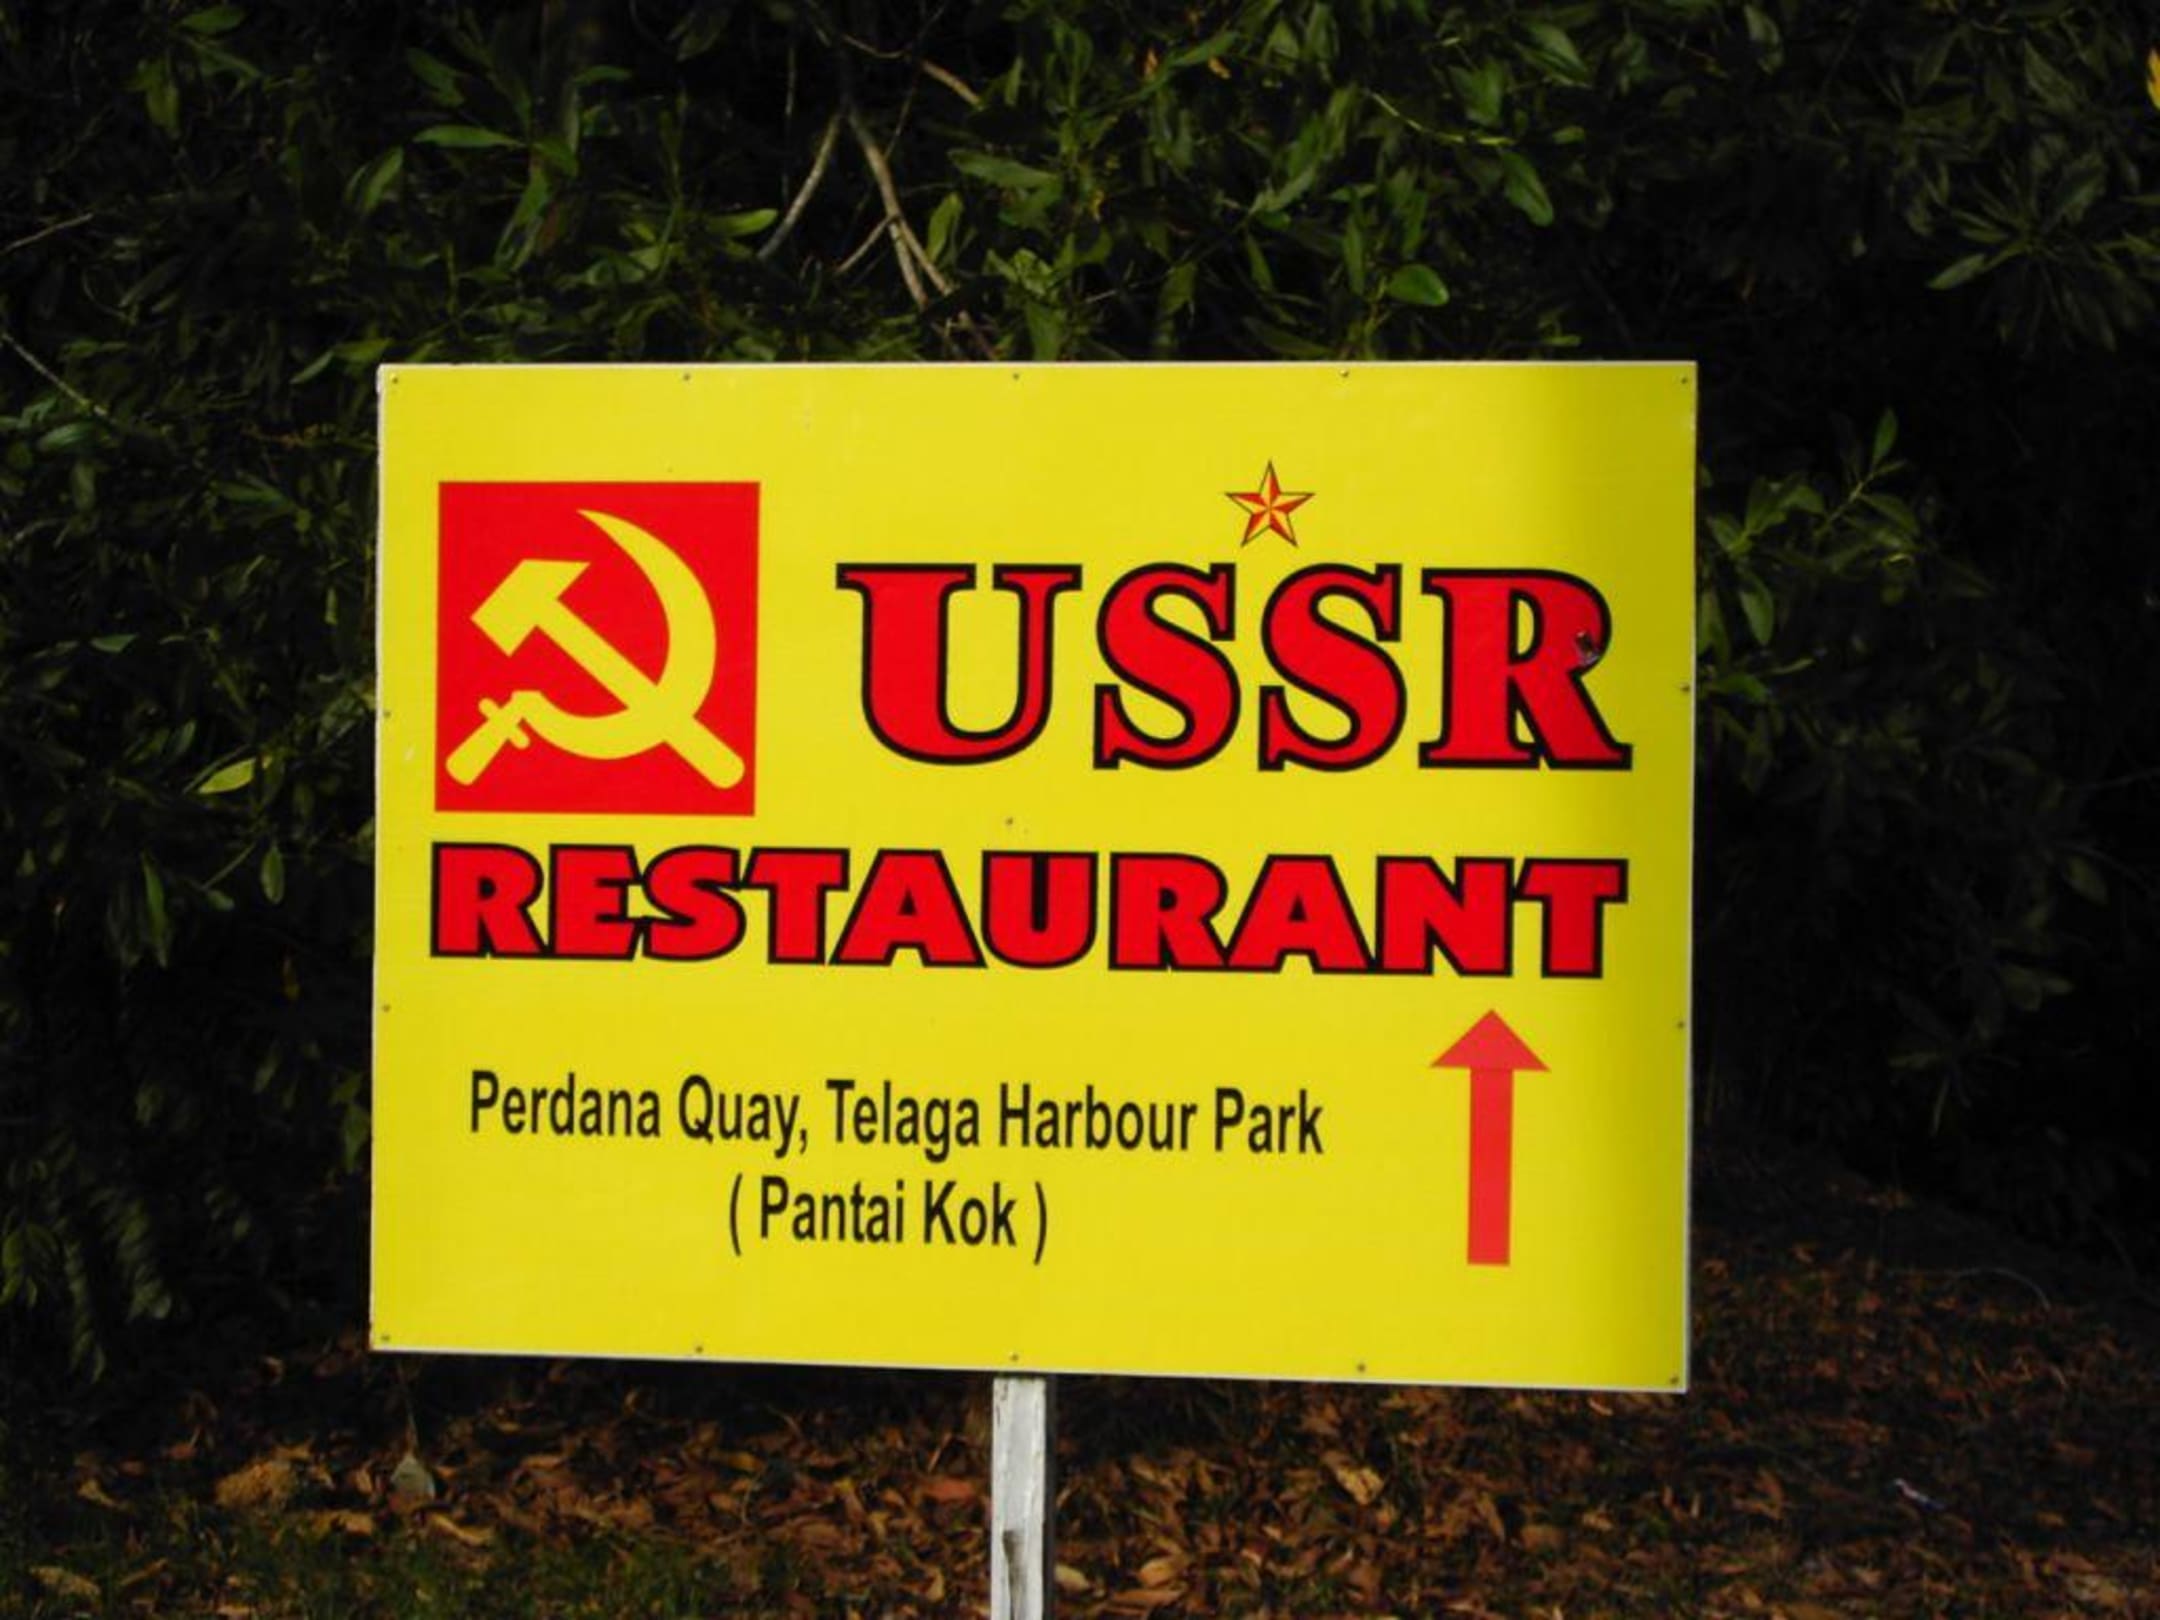 USSR
RESTAURANT
Perdana Quay, Telaga Harbour Park
( Pantai Kok )